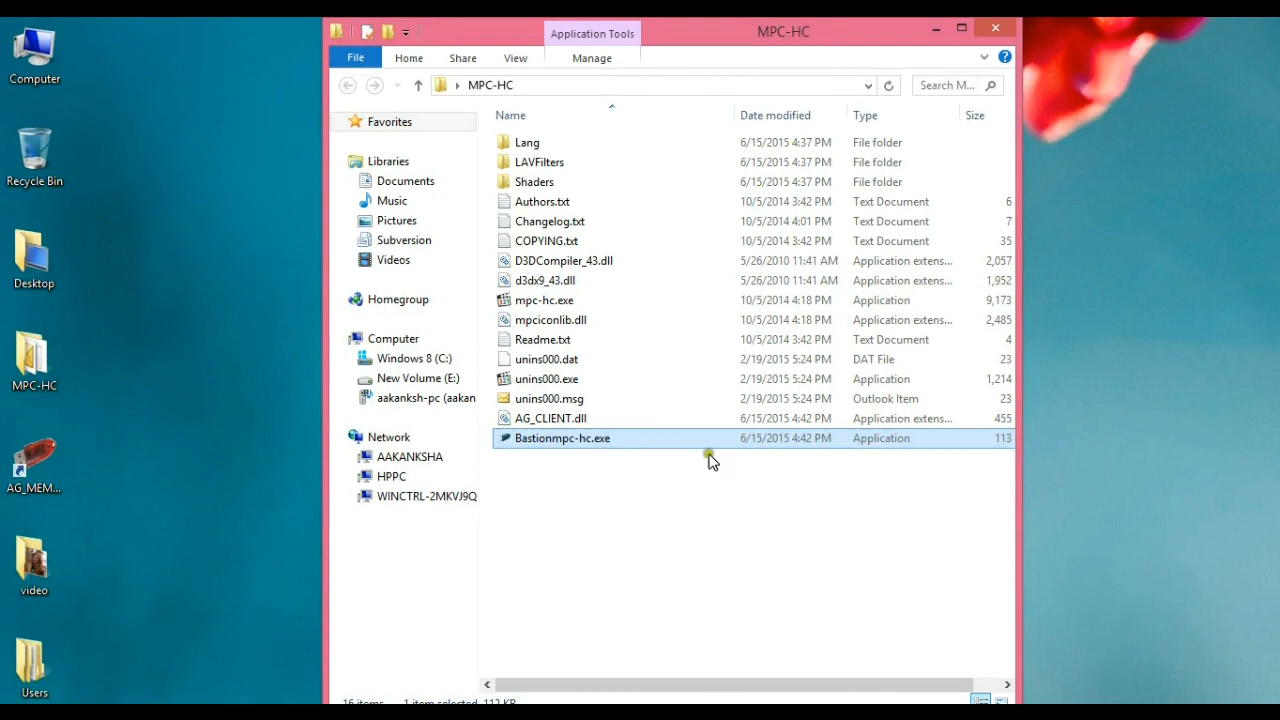 Computer
Recycle Bin
Desktop
MPC-HC
AG_MEM...
video
Users
Application Tools
MPC-HC
File
Home
Share
View
Manage
MPC-HC
Search M...
Favorites
Libraries
Documents
Music
Pictures
Subversion
Videos
Homegroup
Computer
Windows 8 (C:)
New Volume (E:)
aakanksh-pc (aakan
Network
AAKANKSHA
HPPC
WINCTRL-2MKVJ9Q
Name Date modified Type Size
Lang 6/15/2015 4:37 PM File folder
LAVFilters 6/15/2015 4:37 PM File folder
Shaders 6/15/2015 4:37 PM File folder
Authors.txt 10/5/2014 3:42 PM Text Document 6
Changelog.txt 10/5/2014 4:01 PM Text Document 7
COPYING.txt 10/5/2014 3:42 PM Text Document 35
D3DCompiler_43.dll 5/26/2010 11:41 AM Application extens... 2,057
d3dx9_43.dll 5/26/2010 11:41 AM Application extens... 1,952
mpc-hc.exe 10/5/2014 4:18 PM Application 9,173
mpciconlib.dll 10/5/2014 4:18 PM Application extens... 2,485
Readme.txt 10/5/2014 3:42 PM Text Document 4
unins000.dat 2/19/2015 5:24 PM DAT File 23
unins000.exe 2/19/2015 5:24 PM Application 1,214
unins000.msg 2/19/2015 5:24 PM Outlook Item 23
AG_CLIENT.dll 6/15/2015 4:42 PM Application extens... 455
Bastionmpc-hc.exe 6/15/2015 4:42 PM Application 113
16 items 1 item selected 112 KB